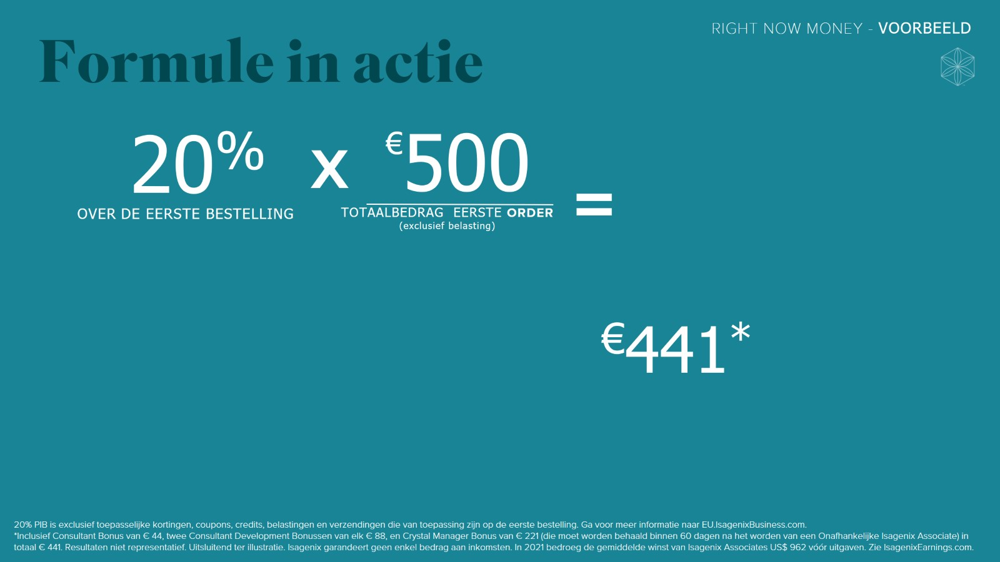 RIGHT NOW MONEY - VOORBEELD
Formule in actie
20% x €500 =
OVER DE EERSTE BESTELLING
TOTAALBEDRAG EERSTE ORDER
(exclusief belasting)
€441*
20% PIB is exclusief toepasselijke kortingen, coupons, credits, belastingen en verzendingen die van toepassing zijn op de eerste bestelling. Ga voor meer informatie naar EU.IsagenixBusiness.com.
*Inclusief Consultant Bonus van € 44, twee Consultant Development Bonussen van elk € 88, en Crystal Manager Bonus van € 221 (die moet worden behaald binnen 60 dagen na het worden van een Onafhankelijke Isagenix Associate) in
totaal € 441. Resultaten niet representatief. Uitsluitend ter illustratie. Isagenix garandeert geen enkel bedrag aan inkomsten. In 2021 bedroeg de gemiddelde winst van Isagenix Associates US$ 962 vóór uitgaven. Zie IsagenixEarnings.com.